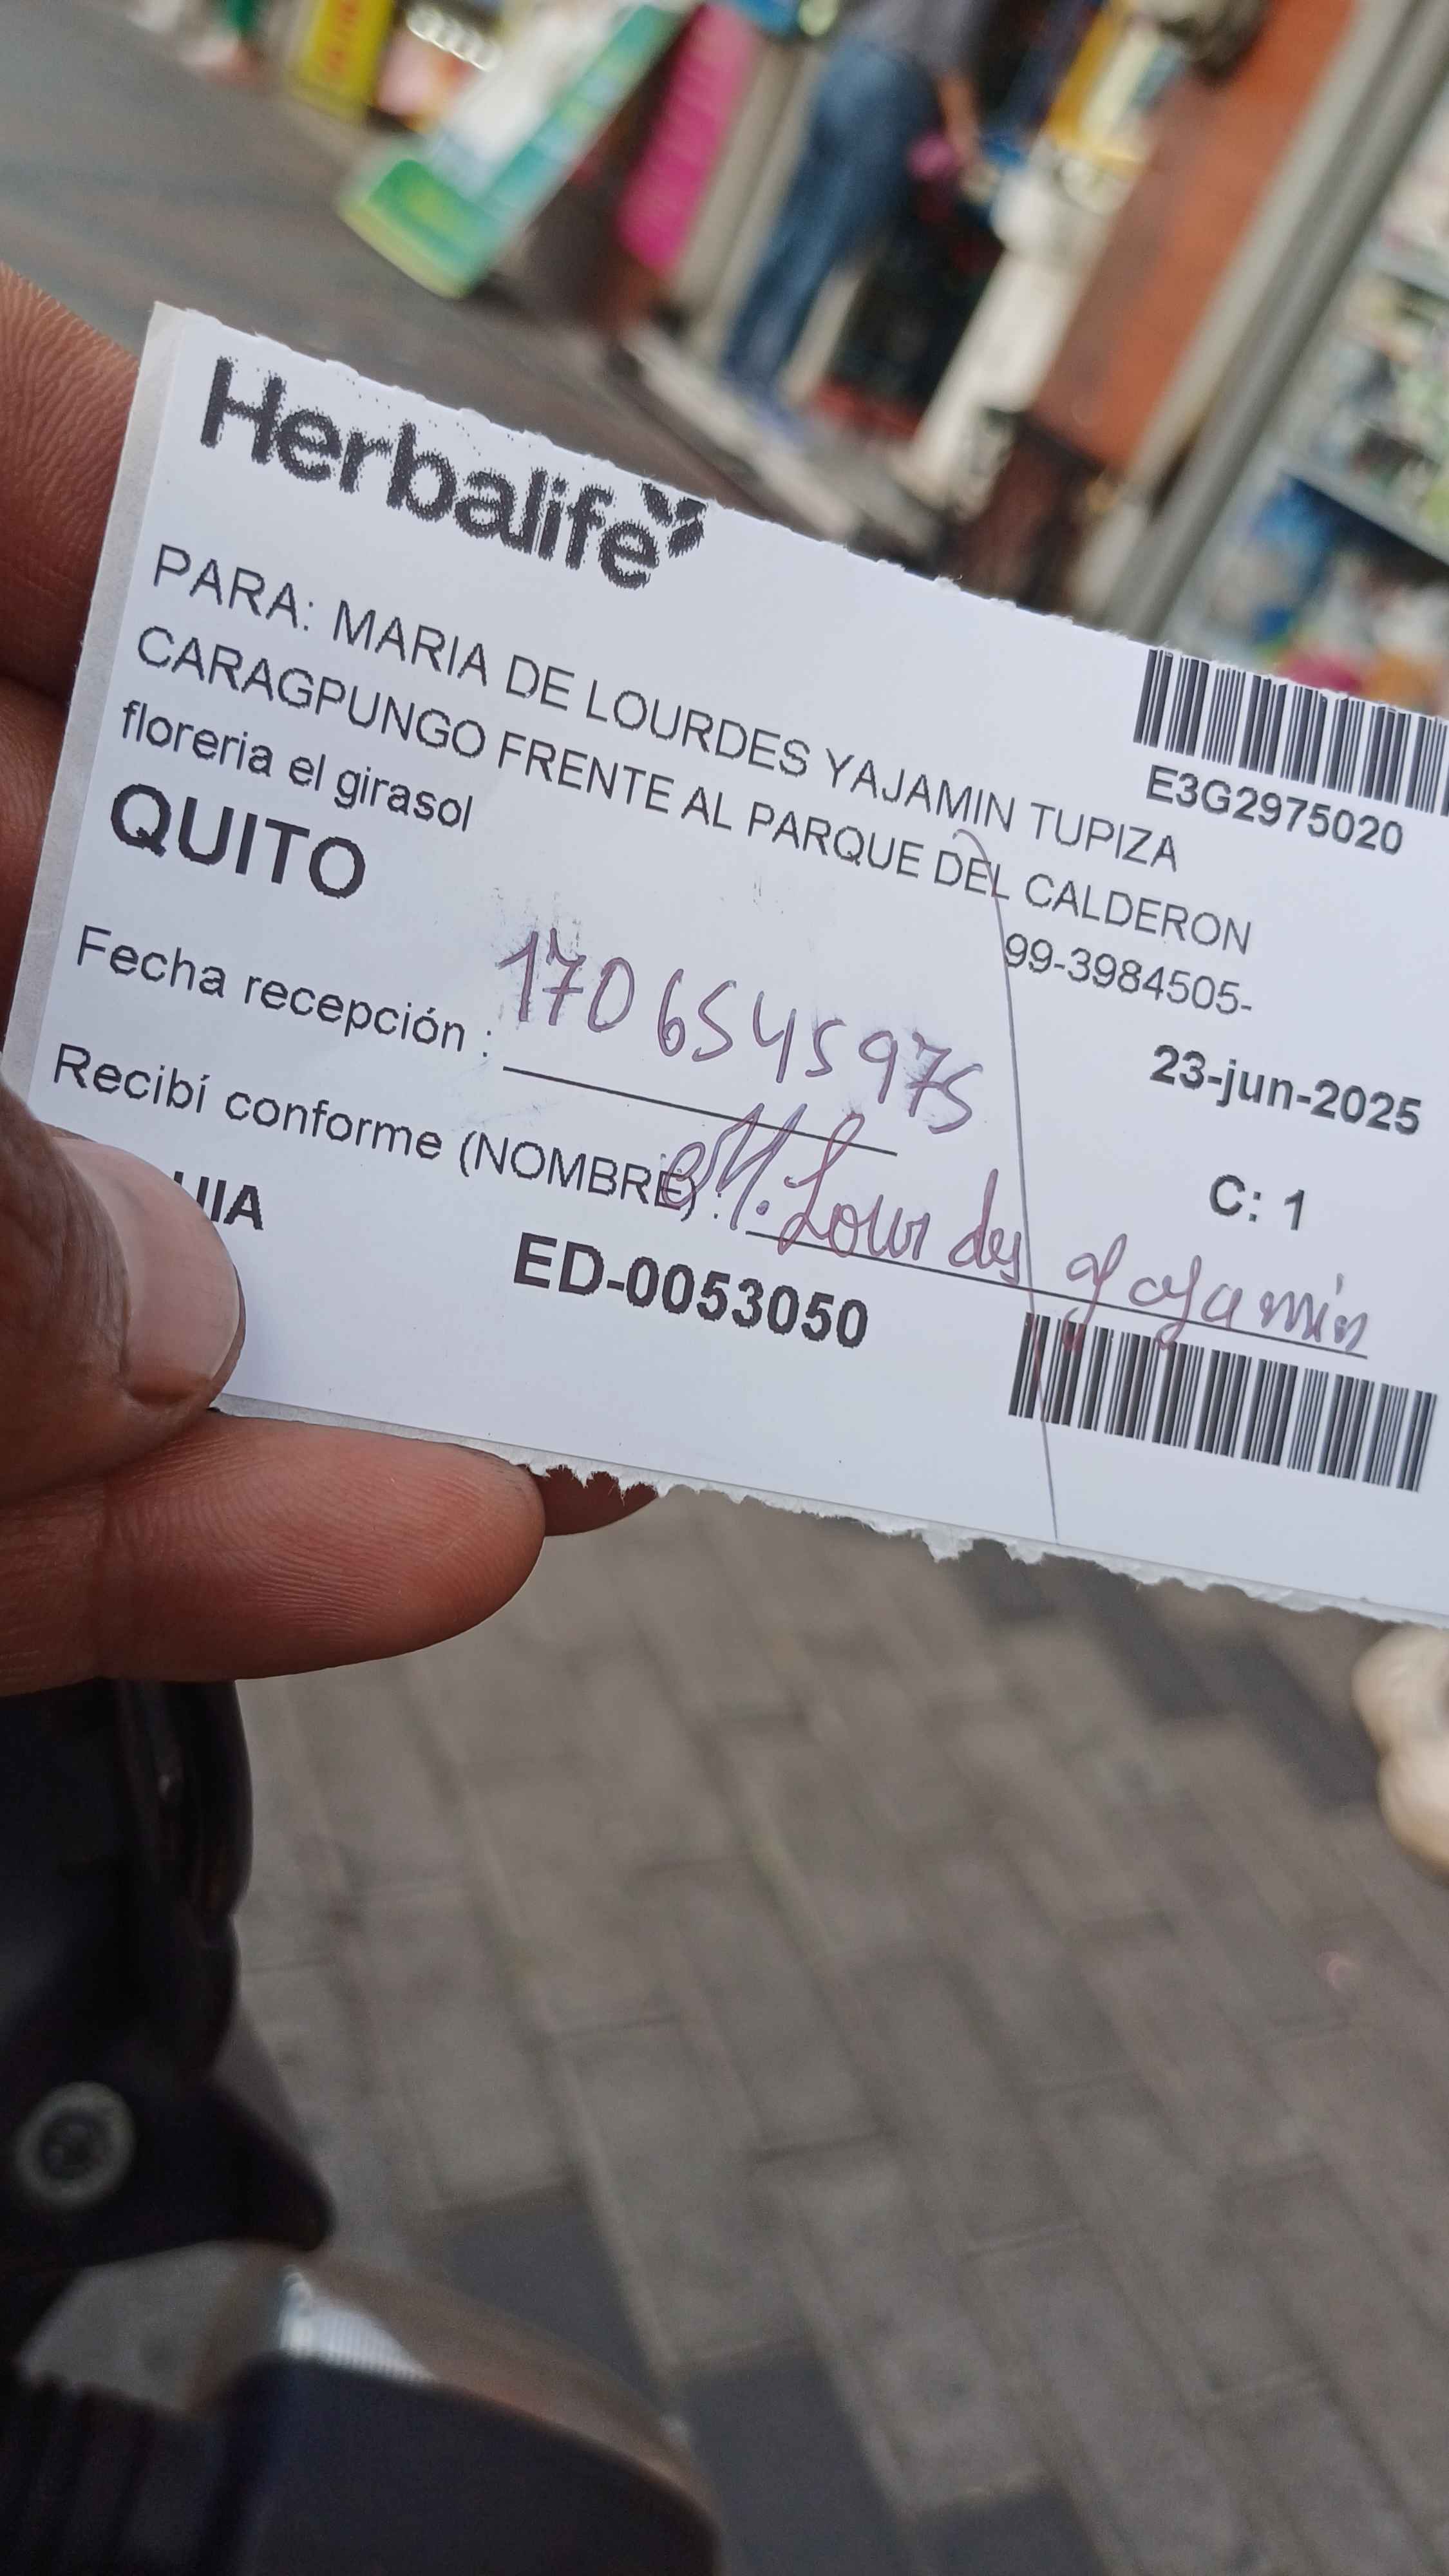 Herbalife
E3G2975020
PARA: MARIA DE LOURDES YAJAMIN TUPIZA
CARAGPUNGO FRENTE AL PARQUE DEL CALDERON
floreria el girasol
99-3984505-
QUITO
23-jun-2025
Fecha recepción : 1706545975
C: 1
Recibí conforme (NOMBRE) : M. Lourdes Yajamin
UIA
ED-0053050